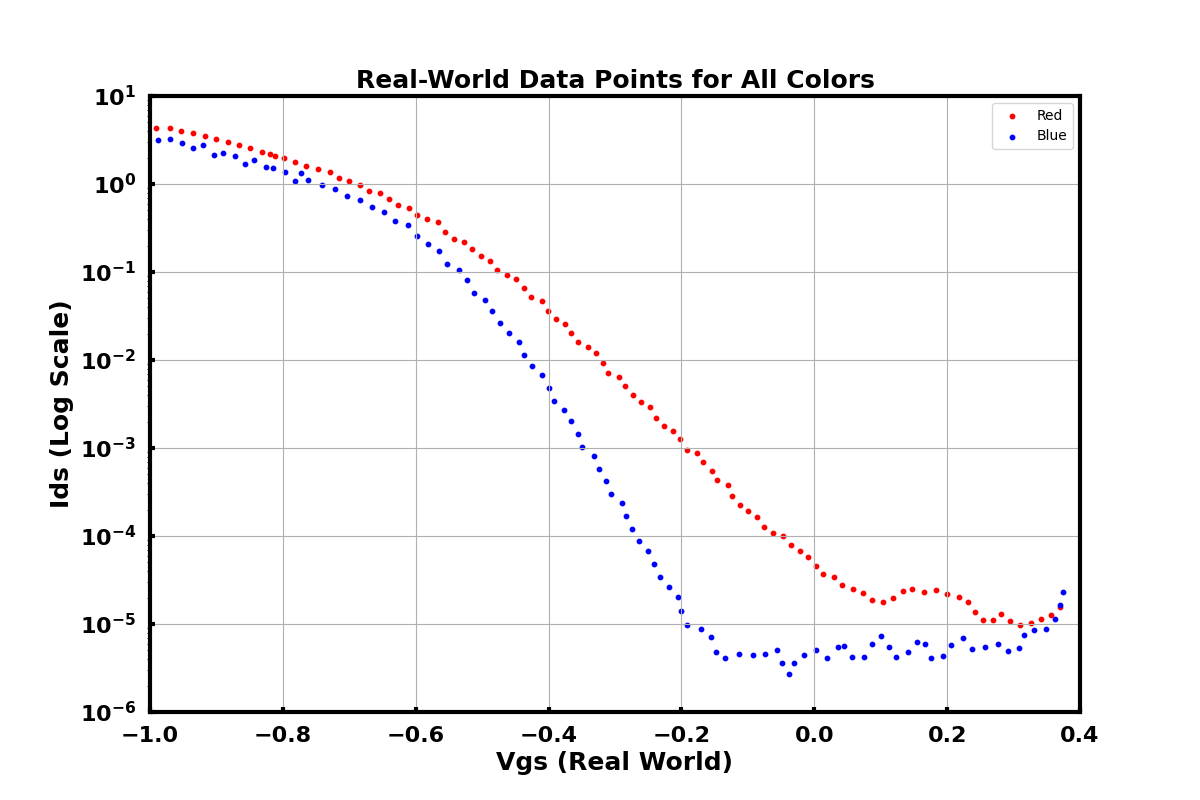 Real-World Data Points for All Colors
Red
Blue
10¹
10⁰
10⁻¹
10⁻²
10⁻³
10⁻⁴
10⁻⁵
10⁻⁶
Ids (Log Scale)
−1.0 −0.8 −0.6 −0.4 −0.2 0.0 0.2 0.4
Vgs (Real World)